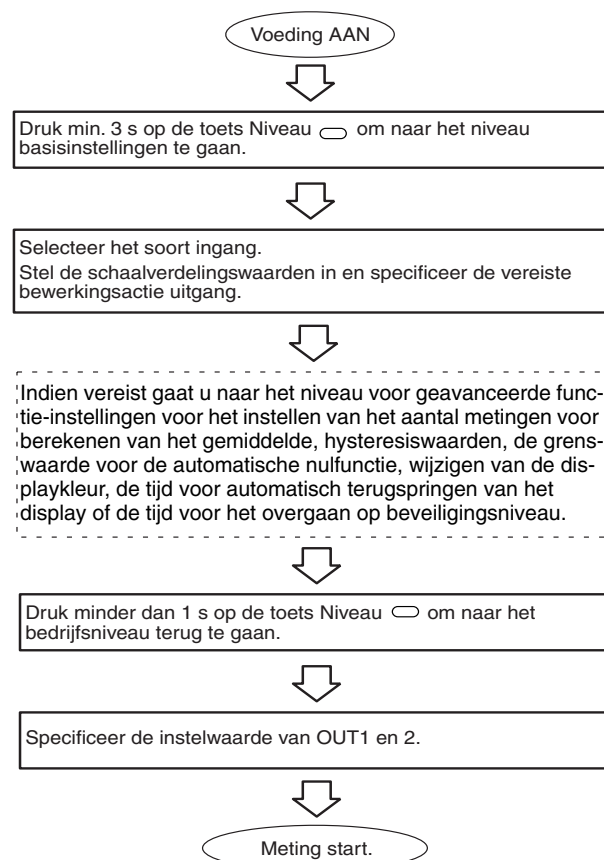 Voeding AAN
Druk min. 3 s op de toets Niveau om naar het niveau
basisinstellingen te gaan.
Selecteer het soort ingang.
Stel de schaalverdelingswaarden in en specificeer de vereiste
bewerkingsactie uitgang.
Indien vereist gaat u naar het niveau voor geavanceerde func-
tie-instellingen voor het instellen van het aantal metingen voor
berekenen van het gemiddelde, hysteresiswaarden, de grens-
waarde voor de automatische nulfunctie, wijzigen van de dis-
playkleur, de tijd voor automatisch terugspringen van het
display of de tijd voor het overgaan op beveiligingsniveau.
Druk minder dan 1 s op de toets Niveau om naar het
bedrijfsniveau terug te gaan.
Specificeer de instelwaarde van OUT1 en 2.
Meting start.